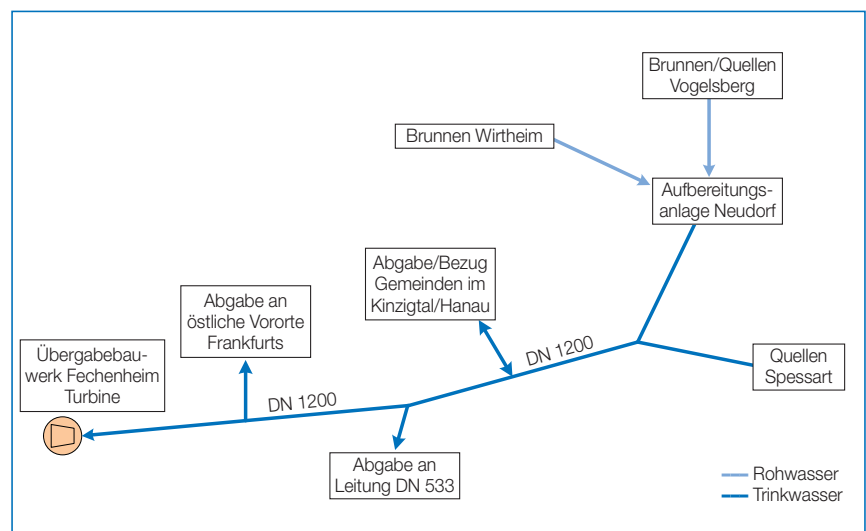 Brunnen/Quellen
Vogelsberg
Brunnen Wirtheim
Aufbereitungs-
anlage Neudorf
Abgabe/Bezug
Gemeinden im
Kinzigtal/Hanau
Abgabe an
östliche Vororte
Frankfurts
Übergabebau-
werk Fechenheim
Turbine
DN 1200
DN 1200
Quellen
Spessart
Abgabe an
Leitung DN 533
Rohwasser
Trinkwasser